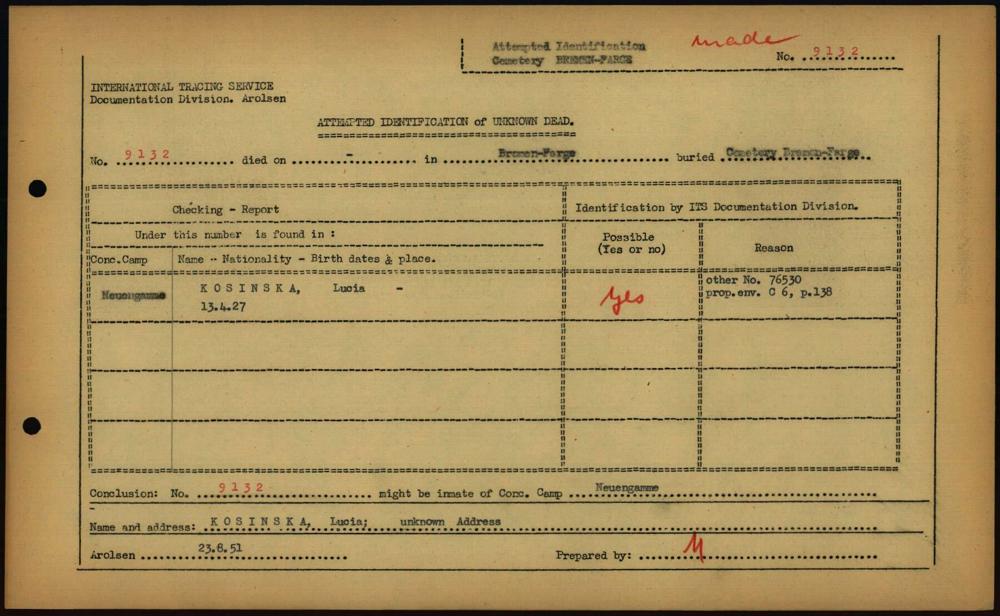 Attempted Identification made
Cemetery BREMEN-FARGE No. 9132
INTERNATIONAL TRACING SERVICE
Documentation Division. Arolsen
ATTEMPTED IDENTIFICATION of UNKNOWN DEAD.
No. 9132 died on - in Bremen-Farge buried Cemetery Bremen-Farge
Checking - Report Identification by ITS Documentation Division.
Under this number is found in : Possible
(Yes or no) Reason
Conc.Camp Name - Nationality - Birth dates & place.
Neuengamme KOSINSKA, Lucia - Yes other No. 76530
13.4.27 prop.env. C 6, p.138
Conclusion: No. 9132 might be inmate of Conc. Camp Neuengamme
Name and address: KOSINSKA, Lucia; unknown Address
Arolsen 23.8.51 Prepared by: